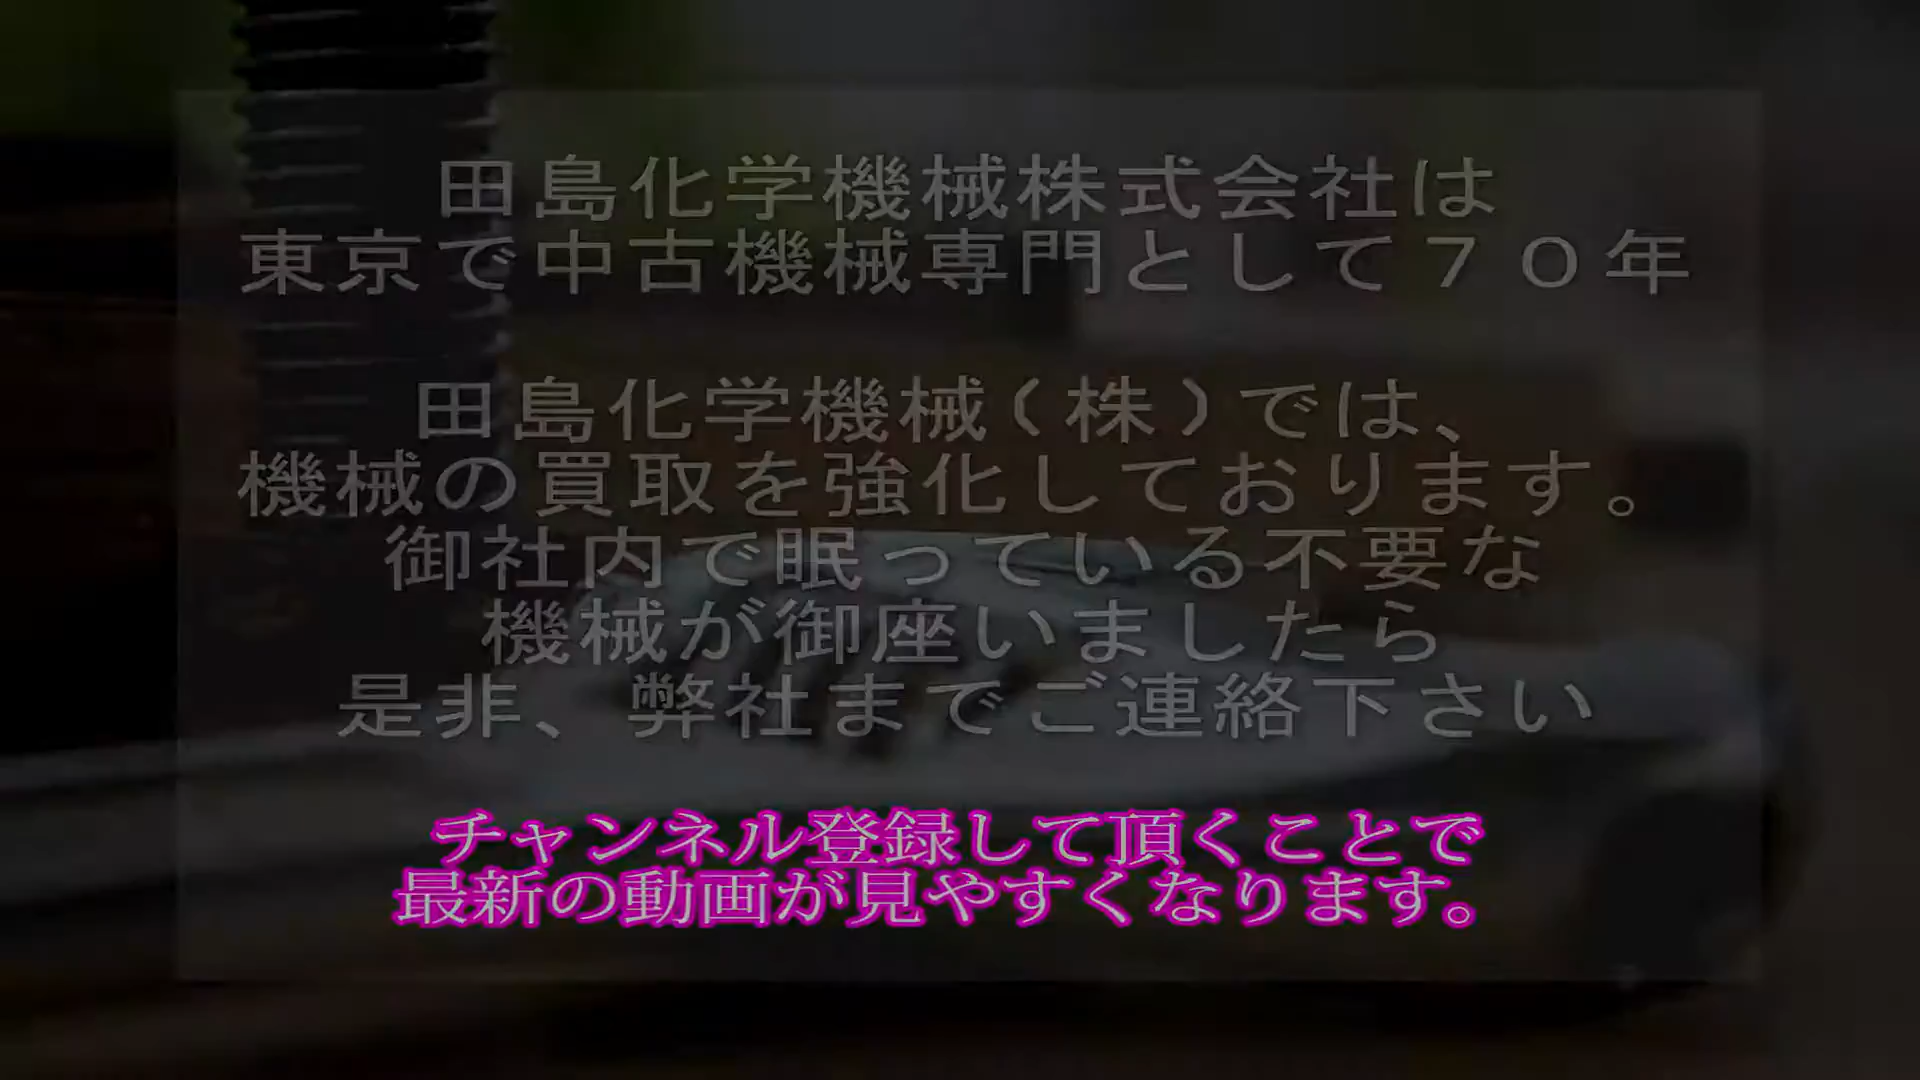 田島化学機械株式会社は
東京で中古機械専門として７０年
田島化学機械(株)では、
機械の買取を強化しております。
御社内で眠っている不要な
機械が御座いましたら
是非、弊社までご連絡下さい
チャンネル登録して頂くことで
最新の動画が見やすくなります。